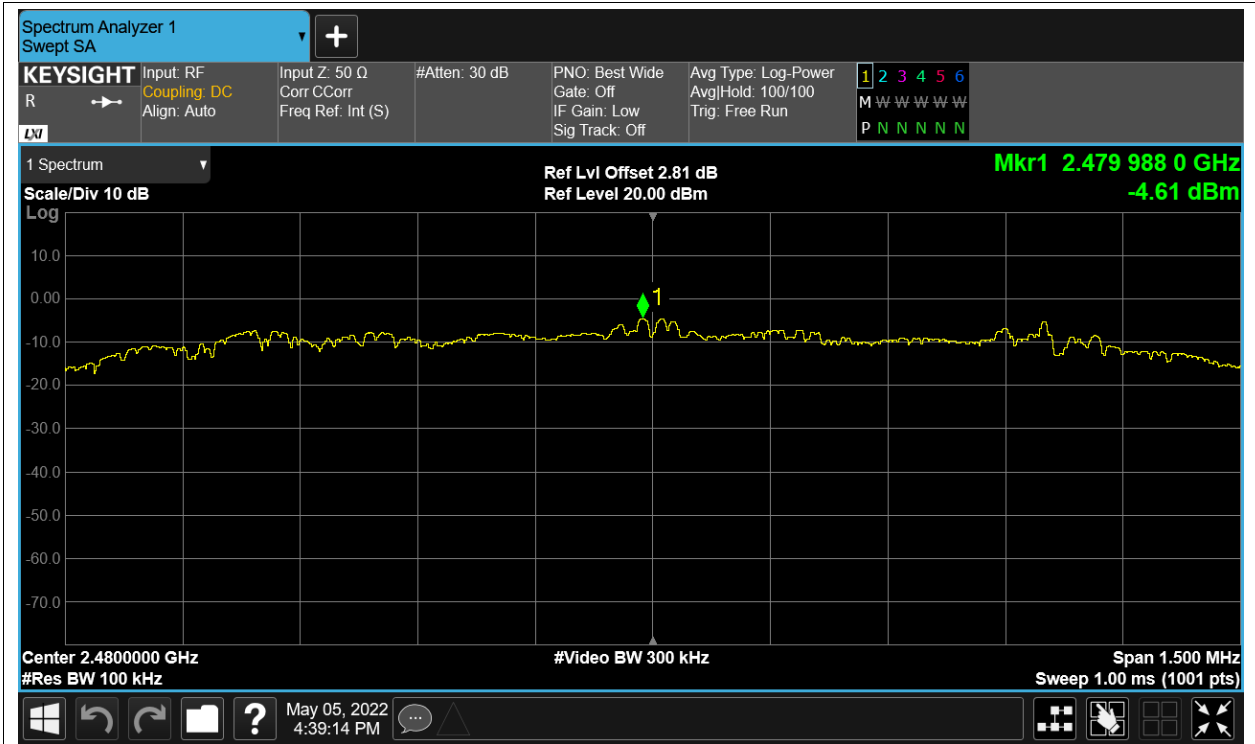 Spectrum Analyzer 1
Swept SA
+
KEYSIGHT
R
LXI
Input: RF
Coupling: DC
Align: Auto
Input Z: 50 Ω
Corr CCorr
Freq Ref: Int (S)
#Atten: 30 dB
PNO: Best Wide
Gate: Off
IF Gain: Low
Sig Track: Off
Avg Type: Log-Power
Avg|Hold: 100/100
Trig: Free Run
1 2 3 4 5 6
M W W W W W
P N N N N N
1 Spectrum
Scale/Div 10 dB
Log
Ref Lvl Offset 2.81 dB
Ref Level 20.00 dBm
Mkr1 2.479 988 0 GHz
-4.61 dBm
10.0
0.00
-10.0
-20.0
-30.0
-40.0
-50.0
-60.0
-70.0
1
Center 2.4800000 GHz
#Res BW 100 kHz
#Video BW 300 kHz
Span 1.500 MHz
Sweep 1.00 ms (1001 pts)
?
May 05, 2022
4:39:14 PM